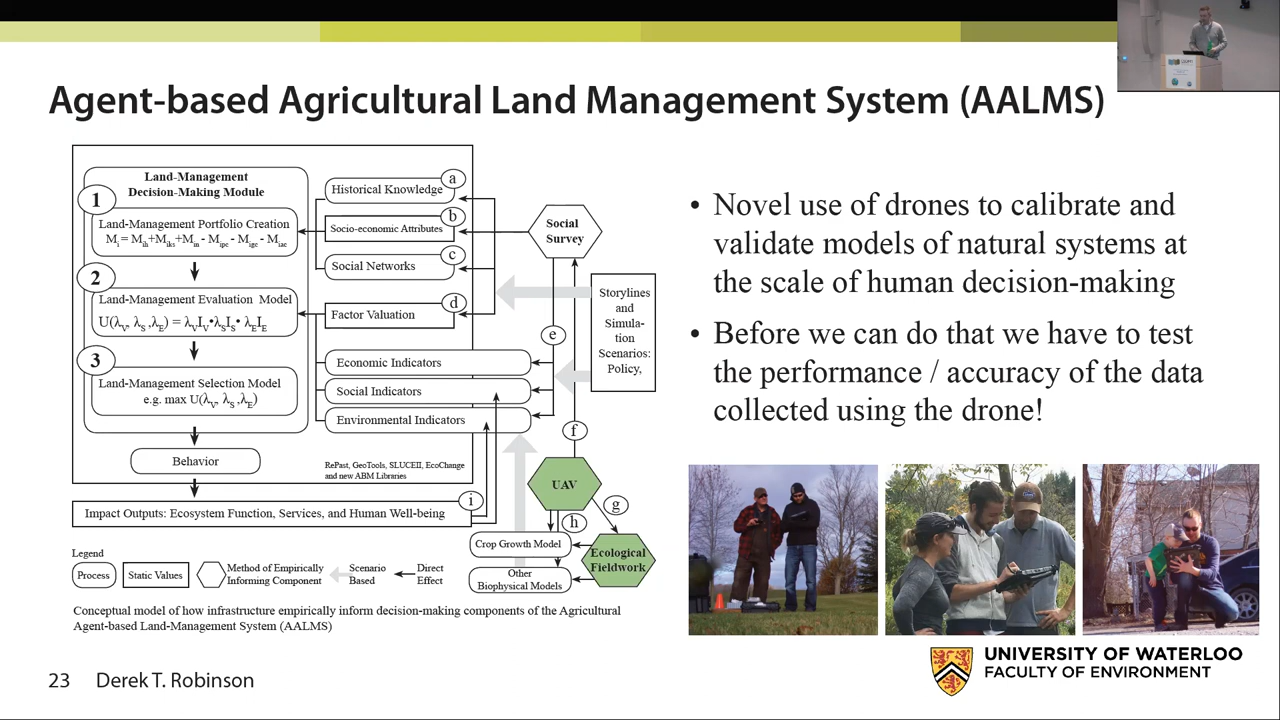 Agent-based Agricultural Land Management System (AALMS)
Land-Management
Decision-Making Module
1
Land-Management Portfolio Creation
Mi = Mih+Miks+Min - Mipc - Migc - Miac
2
Land-Management Evaluation Model
U(λV, λS ,λE) = λVIV•λSIS• λEIE
3
Land-Management Selection Model
e.g. max U(λV, λS ,λE)
Behavior
Historical Knowledge
a
Socio-economic Attributes
b
Social Networks
c
Factor Valuation
d
Economic Indicators
Social Indicators
Environmental Indicators
RePast, GeoTools, SLUCEII, EcoChange
and new ABM Libraries
Impact Outputs: Ecosystem Function, Services, and Human Well-being
i
Social
Survey
Storylines
and
Simula-
tion
Scenarios:
Policy,
e
f
UAV
g
h
Crop Growth Model
Other
Biophysical Models
Ecological
Fieldwork
Legend
Process
Static Values
Method of Empirically
Informing Component
Scenario
Based
Direct
Effect
Conceptual model of how infrastructure empirically inform decision-making components of the Agricultural
Agent-based Land-Management System (AALMS)
• Novel use of drones to calibrate and
validate models of natural systems at
the scale of human decision-making
• Before we can do that we have to test
the performance / accuracy of the data
collected using the drone!
23 Derek T. Robinson
UNIVERSITY OF WATERLOO
FACULTY OF ENVIRONMENT